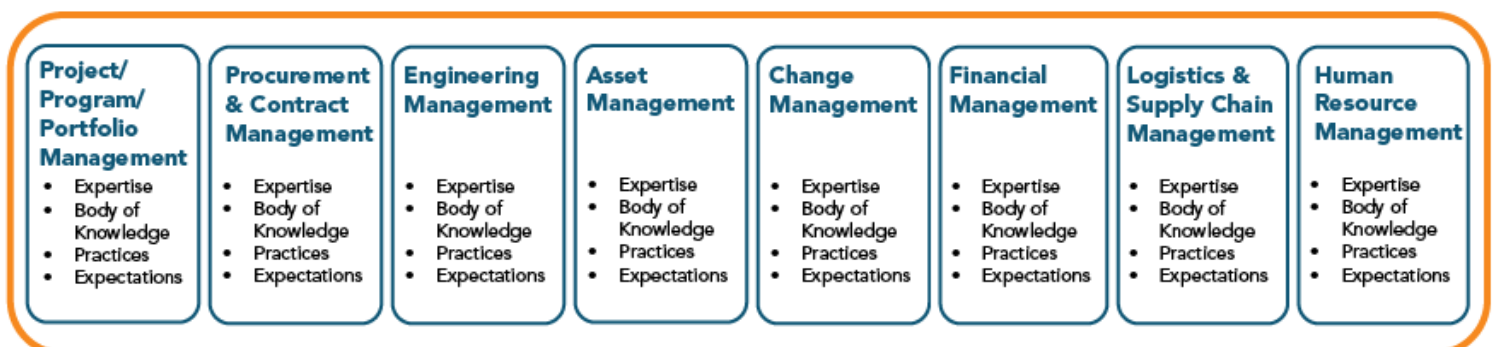 Project/
Program/
Portfolio
Management
• Expertise
• Body of
Knowledge
• Practices
• Expectations
Procurement
& Contract
Management
• Expertise
• Body of
Knowledge
• Practices
• Expectations
Engineering
Management
• Expertise
• Body of
Knowledge
• Practices
• Expectations
Asset
Management
• Expertise
• Body of
Knowledge
• Practices
• Expectations
Change
Management
• Expertise
• Body of
Knowledge
• Practices
• Expectations
Financial
Management
• Expertise
• Body of
Knowledge
• Practices
• Expectations
Logistics &
Supply Chain
Management
• Expertise
• Body of
Knowledge
• Practices
• Expectations
Human
Resource
Management
• Expertise
• Body of
Knowledge
• Practices
• Expectations